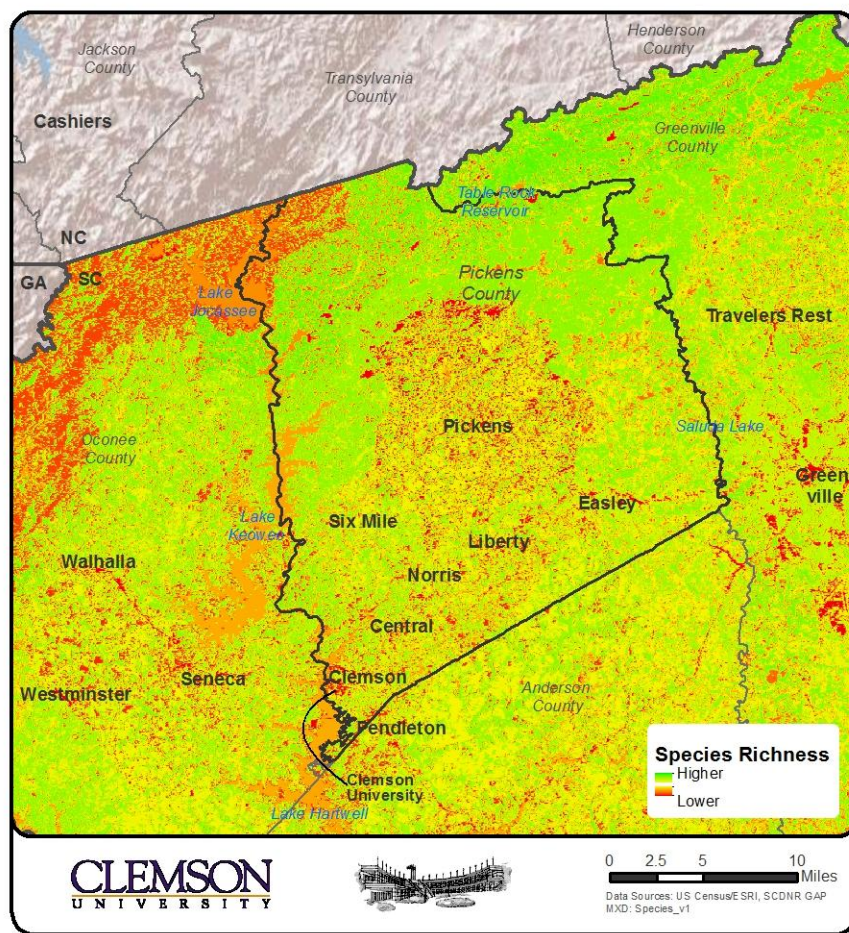 Jackson
County
Henderson
County
Transylvania
County
Cashiers
Greenville
County
Table Rock
Reservoir
NC
GA
SC
Pickens
County
Lake
Jocassee
Travelers Rest
Pickens
Saluda Lake
Oconee
County
Green
ville
Easley
Lake
Keowee
Six Mile
Liberty
Walhalla
Norris
Central
Seneca
Clemson
Westminster
Anderson
County
Pendleton
Clemson
University
Lake Hartwell
Species Richness
Higher
Lower
CLEMSON
UNIVERSITY
0 2.5 5 10
Miles
Data Sources: US Census/ESRI, SCDNR GAP
MXD: Species_v1